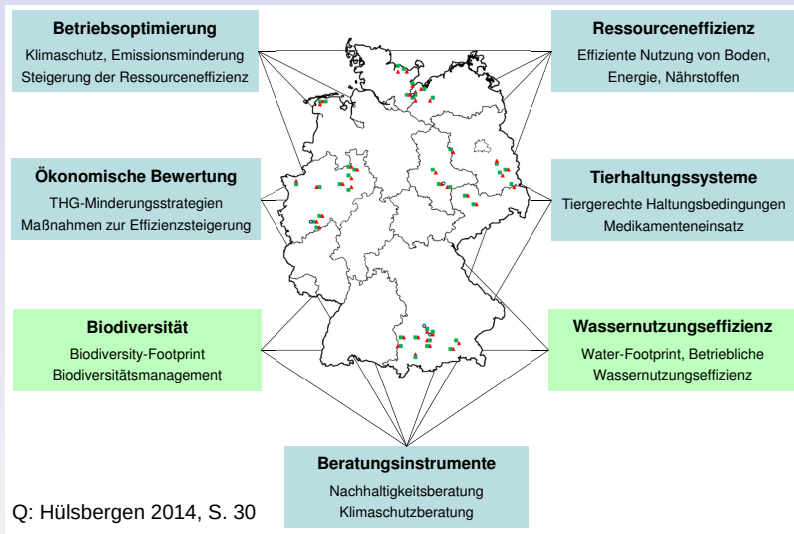 Betriebsoptimierung
Klimaschutz, Emissionsminderung
Steigerung der Ressourceneffizienz
Ressourceneffizienz
Effiziente Nutzung von Boden,
Energie, Nährstoffen
Ökonomische Bewertung
THG-Minderungsstrategien
Maßnahmen zur Effizienzsteigerung
Tierhaltungssysteme
Tiergerechte Haltungsbedingungen
Medikamenteneinsatz
Biodiversität
Biodiversity-Footprint
Biodiversitätsmanagement
Wassernutzungseffizienz
Water-Footprint, Betriebliche
Wassernutzungseffizienz
Beratungsinstrumente
Nachhaltigkeitsberatung
Klimaschutzberatung
Q: Hülsbergen 2014, S. 30